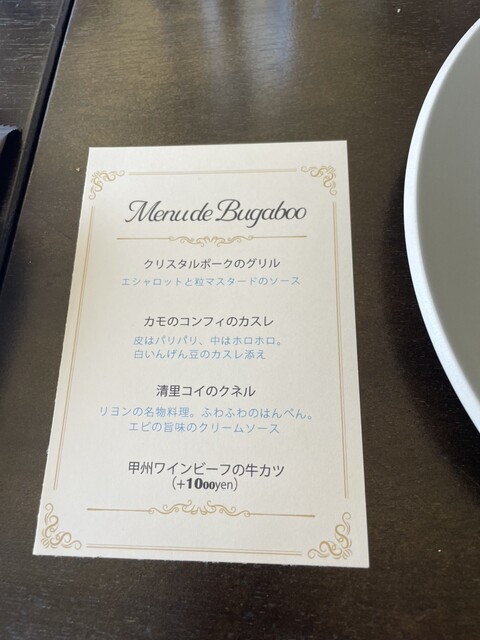 Menu de Bugaboo
クリスタルポークのグリル
エシャロットと粒マスタードのソース
カモのコンフィのカスレ
皮はパリパリ、中はホロホロ。
白いんげん豆のカスレ添え
清里コイのクネル
リヨンの名物料理。ふわふわのはんぺん。
エビの旨味のクリームソース
甲州ワインビーフの牛カツ
（+1000yen）